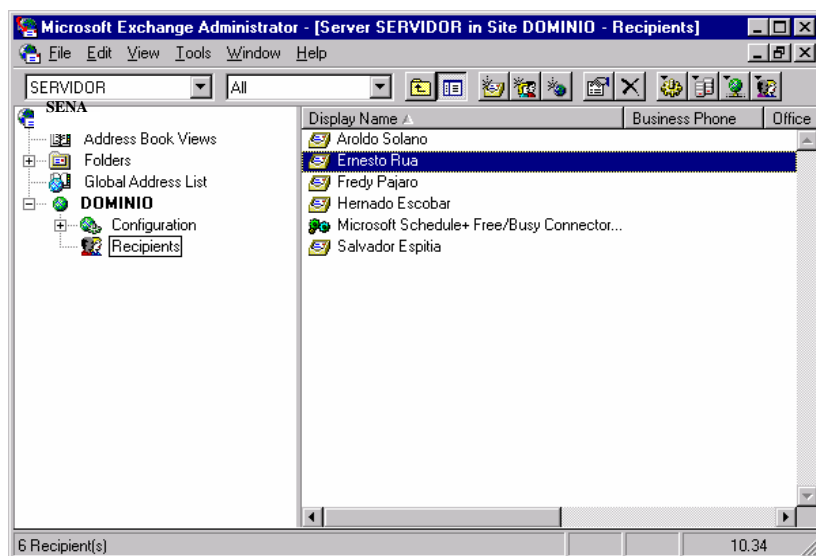 Microsoft Exchange Administrator - [Server SERVIDOR in Site DOMINIO - Recipients]
File Edit View Tools Window Help
SERVIDOR All
SENA
Address Book Views
Folders
Global Address List
DOMINIO
Configuration
Recipients
Display Name Business Phone Office
Aroldo Solano
Ernesto Rua
Fredy Pajaro
Hernado Escobar
Microsoft Schedule+ Free/Busy Connector...
Salvador Espitia
6 Recipient(s) 10.34